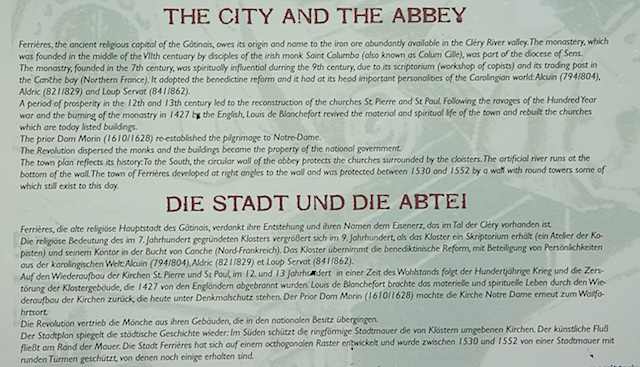 THE CITY AND THE ABBEY
Ferrières, the ancient religious capital of the Gâtinais, owes its origin and name to the iron ore abundantly available in the Cléry River valley. The monastery, which
was founded in the middle of the VIIth centuary by disciples of the irish monk Saint Columba (also known as Colum Cille), was part of the diocese of Sens.
The monastry, founded in the 7th century, was spiritually influential durring the 9th century, due to its scriptorium (workshop of copists) and its trading post in
the Canche bay (Northern France). It adopted the benedictine reform and it had at its head important personalities of the Carolingian world: Alcuin (794/804),
Aldric (821/829) and Loup Servat (841/862).
A period of prosperity in the 12th and 13th century led to the reconstruction of the churches St. Pierre and St Paul. Following the ravages of the Hundred Year
war and the burning of the monastry in 1427 by the English, Louis de Blanchefort revived the material and spiritual life of the town and rebuilt the churches
which are today listed buildings.
The prior Dom Morin (1610/1628) re-established the pilgrimage to Notre-Dame.
The Revolution dispersed the monks and the buildings became the property of the national government.
The town plan reflects its history: To the South, the circular wall of the abbey protects the churches surrounded by the cloisters. The artificial river runs at the
bottom of the wall. The town of Ferrières developed at right angles to the wall and was protected between 1530 and 1552 by a wall with round towers some of
which still exist to this day.
DIE STADT UND DIE ABTEI
Ferrières, die alte religiöse Hauptstadt des Gâtinais, verdankt ihre Entstehung und ihren Namen dem Eisenerz, das im Tal der Cléry vorhanden ist.
Die religiöse Bedeutung des im 7. Jahrhundert gegründeten Klosters vergrößert sich im 9. Jahrhundert, als das Kloster ein Skriptorium erhält (ein Atelier der Ko-
pisten) und seinem Kontor in der Bucht von Canche (Nord-Frankreich). Das Kloster übernimmt die benediktinische Reform, mit Beteiligung von Persönlichkeiten
aus der karolingischen Welt: Alcuin (794/804), Aldric (821/829) et Loup Servat (841/862).
Auf den Wiederaufbau der Kirchen St. Pierre und St Paul, im 12. und 13 Jahrhundert in einer Zeit des Wohlstands folgt der Hundertjährige Krieg und die Zers-
törung der Klostergebäude, die 1427 von den Engländern abgebrannt wurden. Louis de Blanchefort brachte das materielle und spirituelle Leben durch den Wie-
deraufbau der Kirchen zurück, die heute unter Denkmalschutz stehen. Der Prior Dom Morin (1610/1628) machte die Kirche Notre Dame erneut zum Wallfa-
hrtsort.
Die Revolution vertrieb die Mönche aus ihren Gebäuden, die in den nationalen Besitz übergingen.
Der Stadtplan spiegelt die städtische Geschichte wieder: Im Süden schützt die ringförmige Stadtmauer die von Klöstern umgebenen Kirchen. Der künstliche Fluß
fließt am Rand der Mauer. Die Stadt Ferrières hat sich auf einem octhogonalen Raster entwickelt und wurde zwischen 1530 und 1552 von einer Stadtmauer mit
runden Türmen geschützt, von denen noch einige erhalten sind.